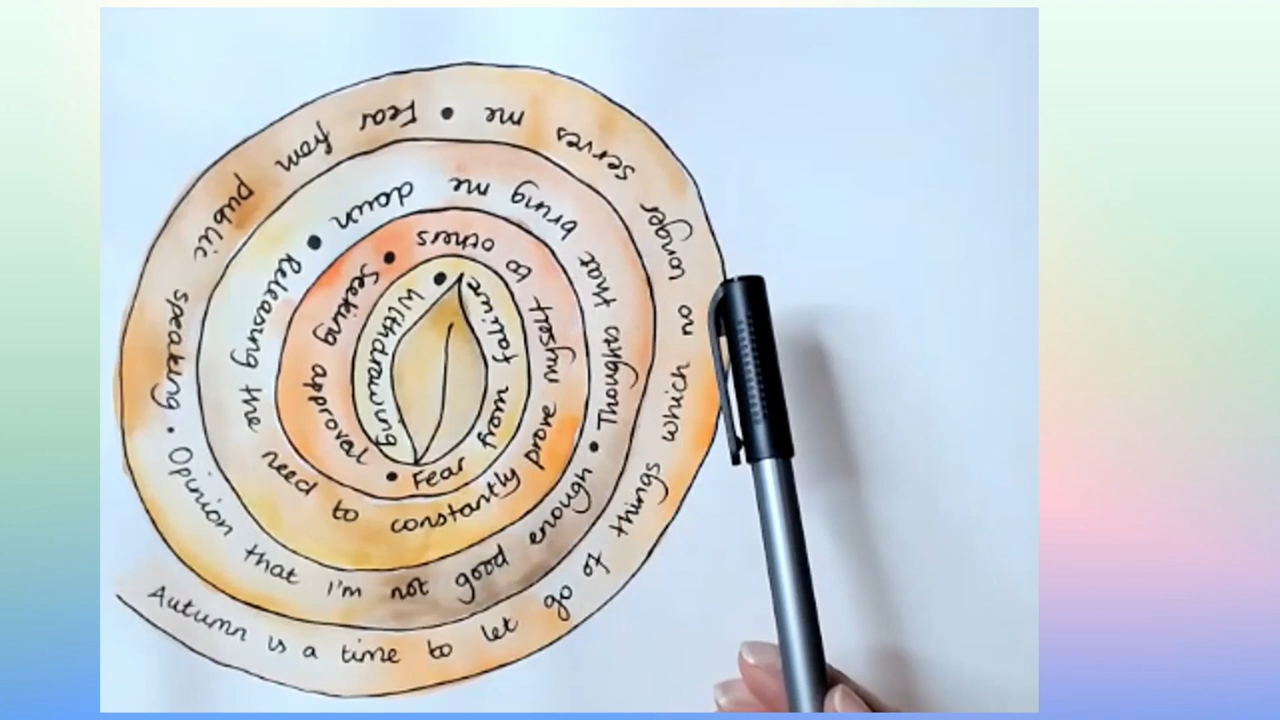 Autumn is a time to let go of things which no longer serves me • Fear from public speaking • Opinion that i'm not good enough • Thoughts that bring me down • Releasing the need to constantly prove myself to others • Seeking approval • Fear from faliure • Withdrawing